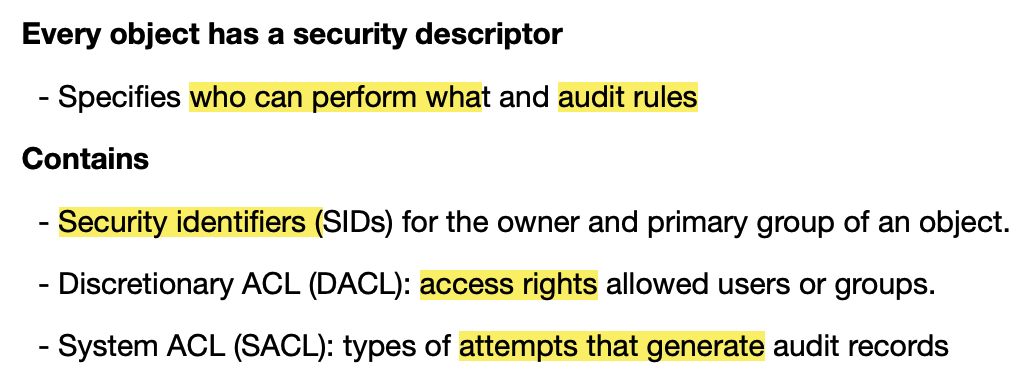 Every object has a security descriptor
- Specifies who can perform what and audit rules
Contains
- Security identifiers (SIDs) for the owner and primary group of an object.
- Discretionary ACL (DACL): access rights allowed users or groups.
- System ACL (SACL): types of attempts that generate audit records